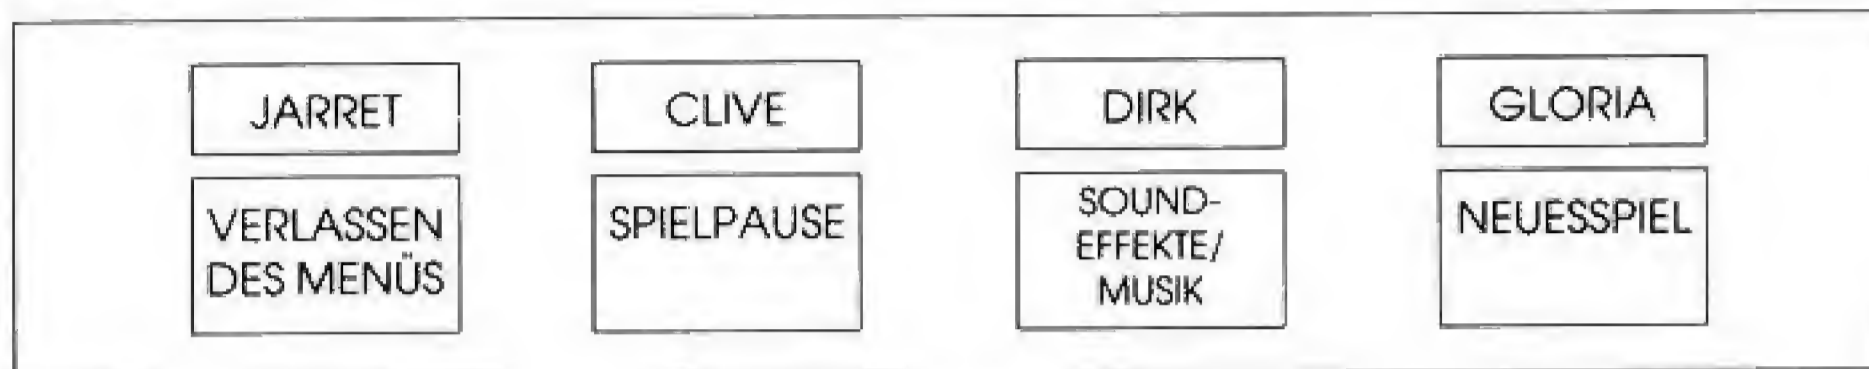 JARRET
VERLASSEN
DES MENÜS
CLIVE
SPIELPAUSE
DIRK
SOUND-
EFFEKTE/
MUSIK
GLORIA
NEUESSPIEL